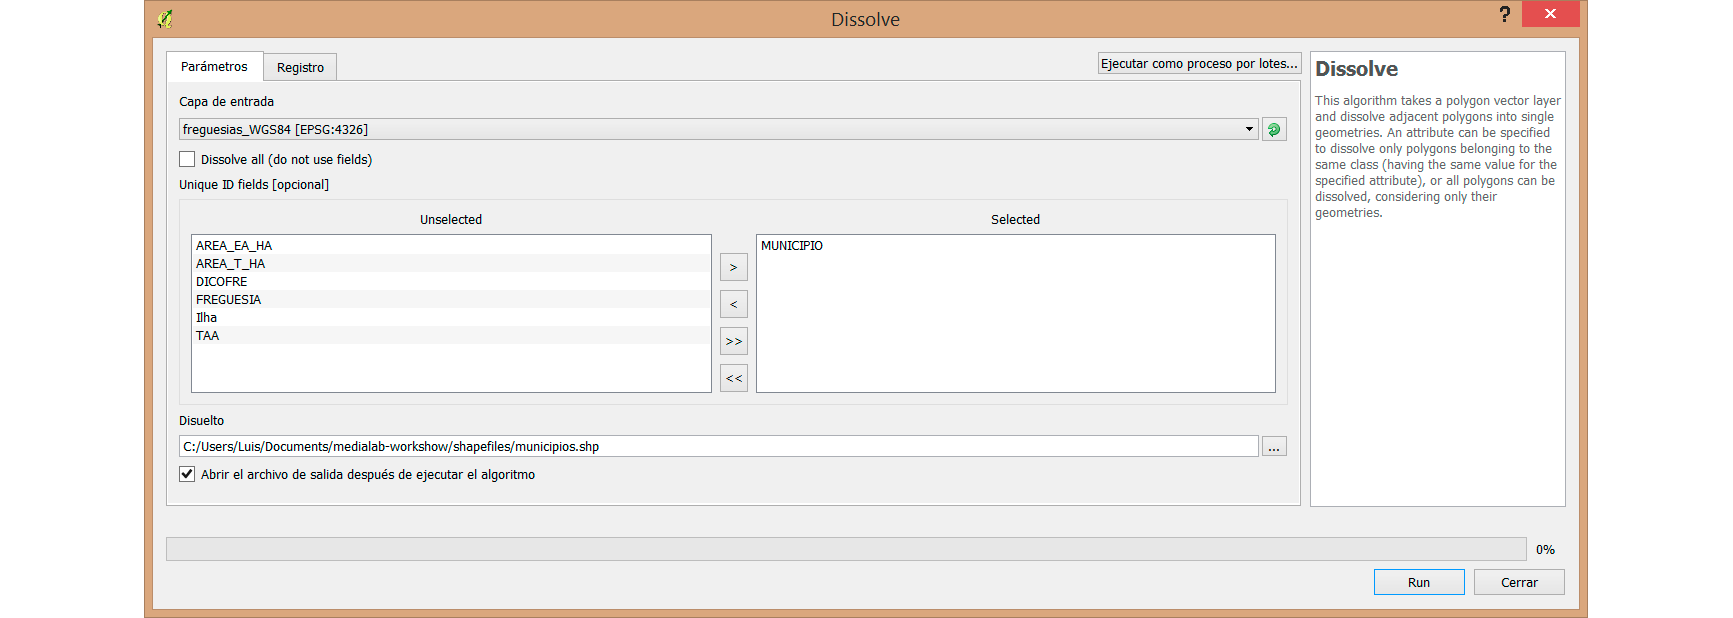 Dissolve
?
Parámetros
Registro
Ejecutar como proceso por lotes...
Capa de entrada
freguesias_WGS84 [EPSG:4326]
Dissolve all (do not use fields)
Unique ID fields [opcional]
Unselected
AREA_EA_HA
AREA_T_HA
DICOFRE
FREGUESIA
Ilha
TAA
>
<
>>
<<
Selected
MUNICIPIO
Disuelto
C:/Users/Luis/Documents/medialab-workshow/shapefiles/municipios.shp
...
Abrir el archivo de salida después de ejecutar el algoritmo
Dissolve
This algorithm takes a polygon vector layer
and dissolve adjacent polygons into single
geometries. An attribute can be specified
to dissolve only polygons belonging to the
same class (having the same value for the
specified attribute), or all polygons can be
dissolved, considering only their
geometries.
0%
Run
Cerrar